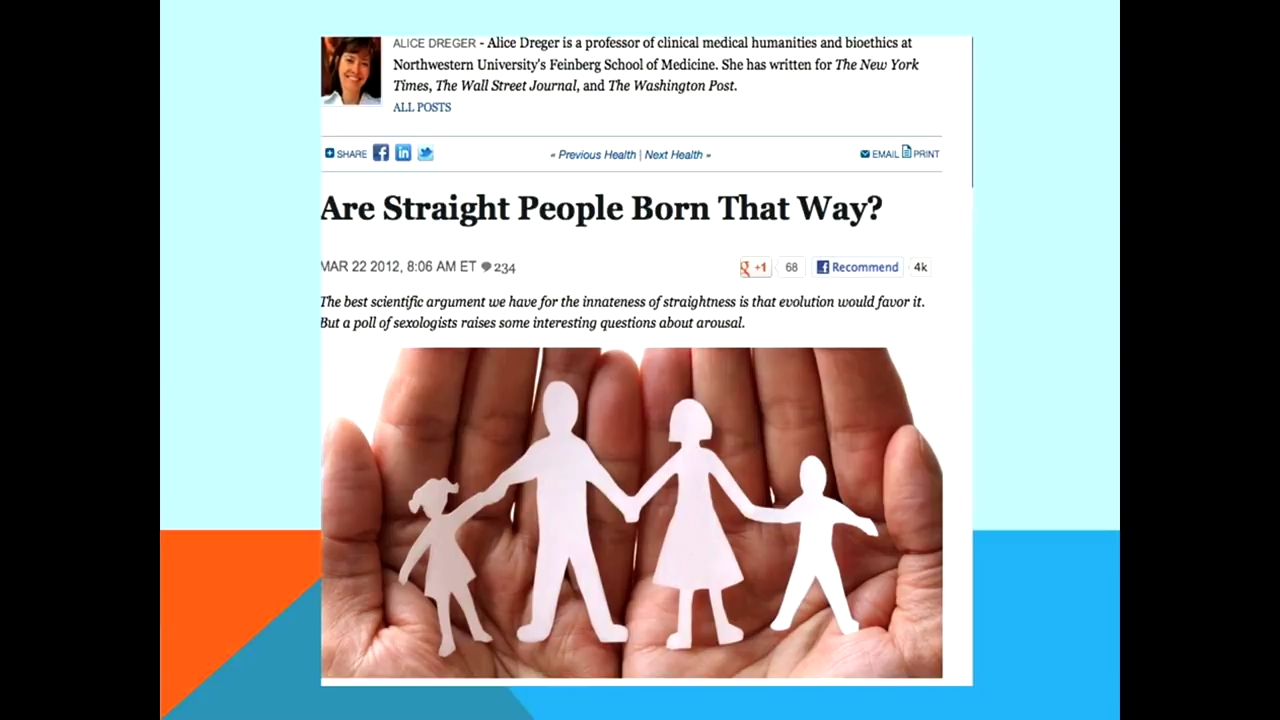 ALICE DREGER - Alice Dreger is a professor of clinical medical humanities and bioethics at
Northwestern University's Feinberg School of Medicine. She has written for The New York
Times, The Wall Street Journal, and The Washington Post.
ALL POSTS
SHARE « Previous Health | Next Health » EMAIL PRINT
Are Straight People Born That Way?
MAR 22 2012, 8:06 AM ET 234 +1 68 Recommend 4k
The best scientific argument we have for the innateness of straightness is that evolution would favor it.
But a poll of sexologists raises some interesting questions about arousal.